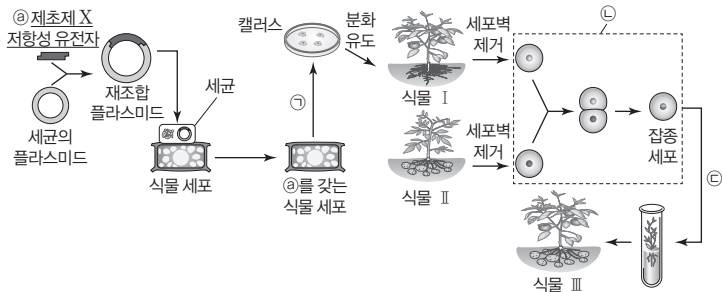 ⓐ 제초제 X
저항성 유전자
재조합
플라스미드
세균의
플라스미드
세균
식물 세포
ⓐ를 갖는
식물 세포
㉠
캘러스
분화
유도
식물 Ⅰ
세포벽
제거
식물 Ⅱ
세포벽
제거
㉡
잡종
세포
㉢
식물 Ⅲ